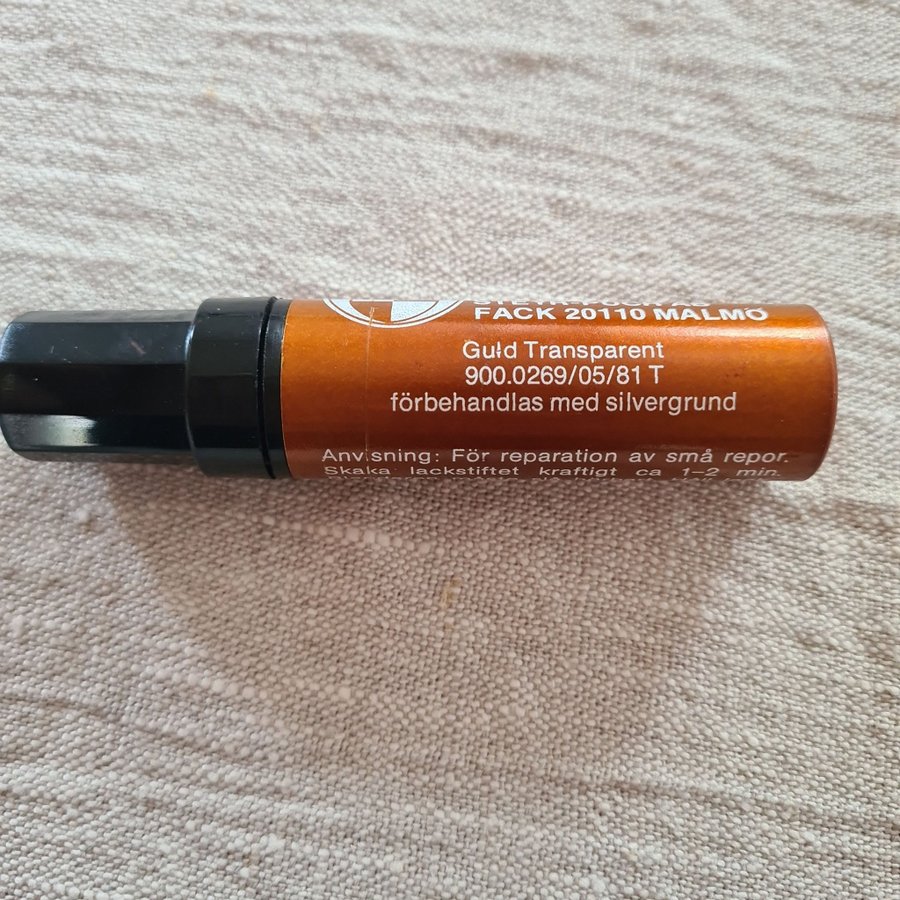 FACK 20110 MALMÖ
Guld Transparent
900.0269/05/81 T
förbehandlas med silvergrund
Anvisning: För reparation av små repor.
Skaka lackstiftet kraftigt ca 1-2 min.